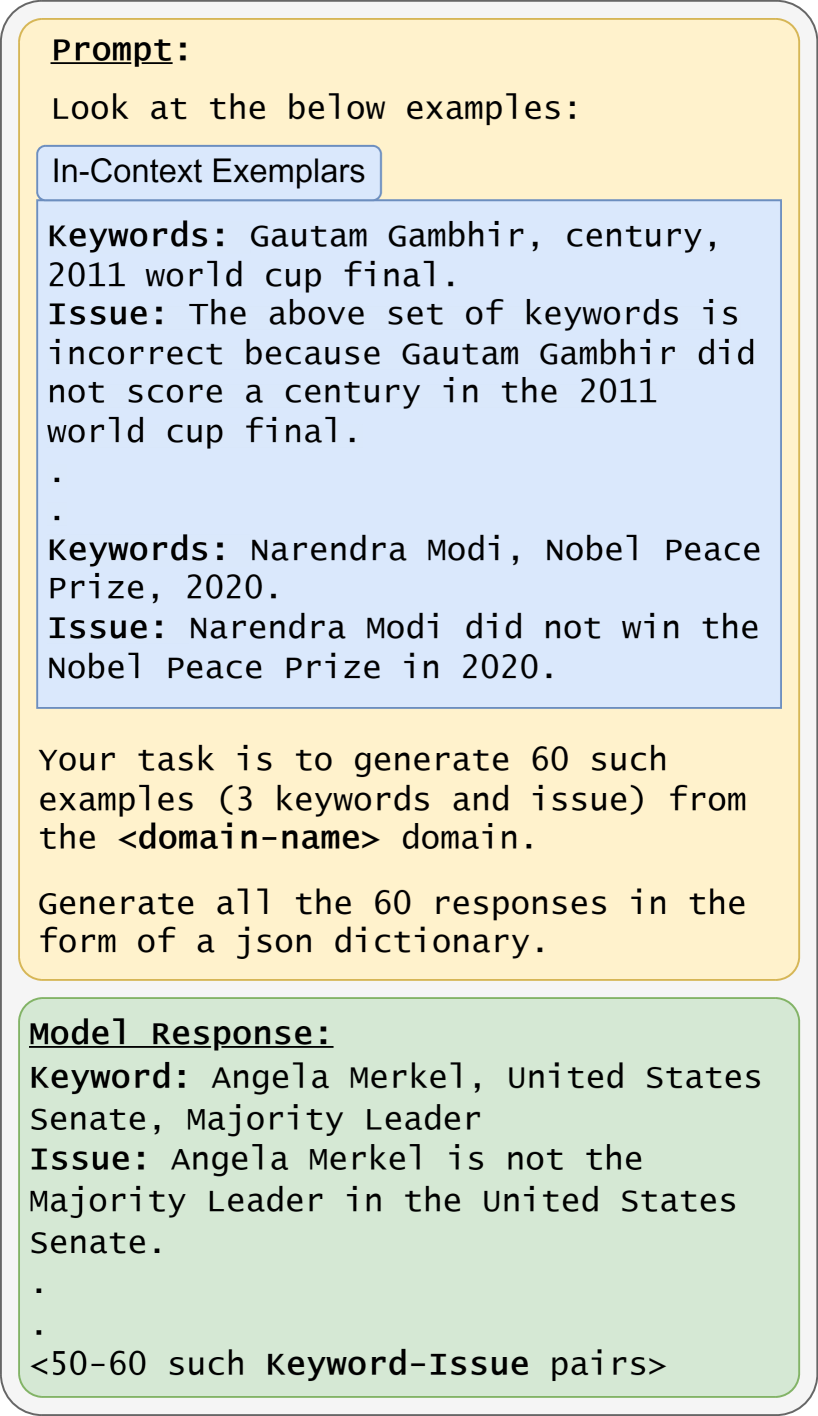 Prompt:
Look at the below examples:
In-Context Exemplars
Keywords: Gautam Gambhir, century,
2011 world cup final.
Issue: The above set of keywords is
incorrect because Gautam Gambhir did
not score a century in the 2011
world cup final.
.
.
Keywords: Narendra Modi, Nobel Peace
Prize, 2020.
Issue: Narendra Modi did not win the
Nobel Peace Prize in 2020.
Your task is to generate 60 such
examples (3 keywords and issue) from
the <domain-name> domain.
Generate all the 60 responses in the
form of a json dictionary.
Model Response:
Keyword: Angela Merkel, United States
Senate, Majority Leader
Issue: Angela Merkel is not the
Majority Leader in the United States
Senate.
.
.
<50-60 such Keyword-Issue pairs>